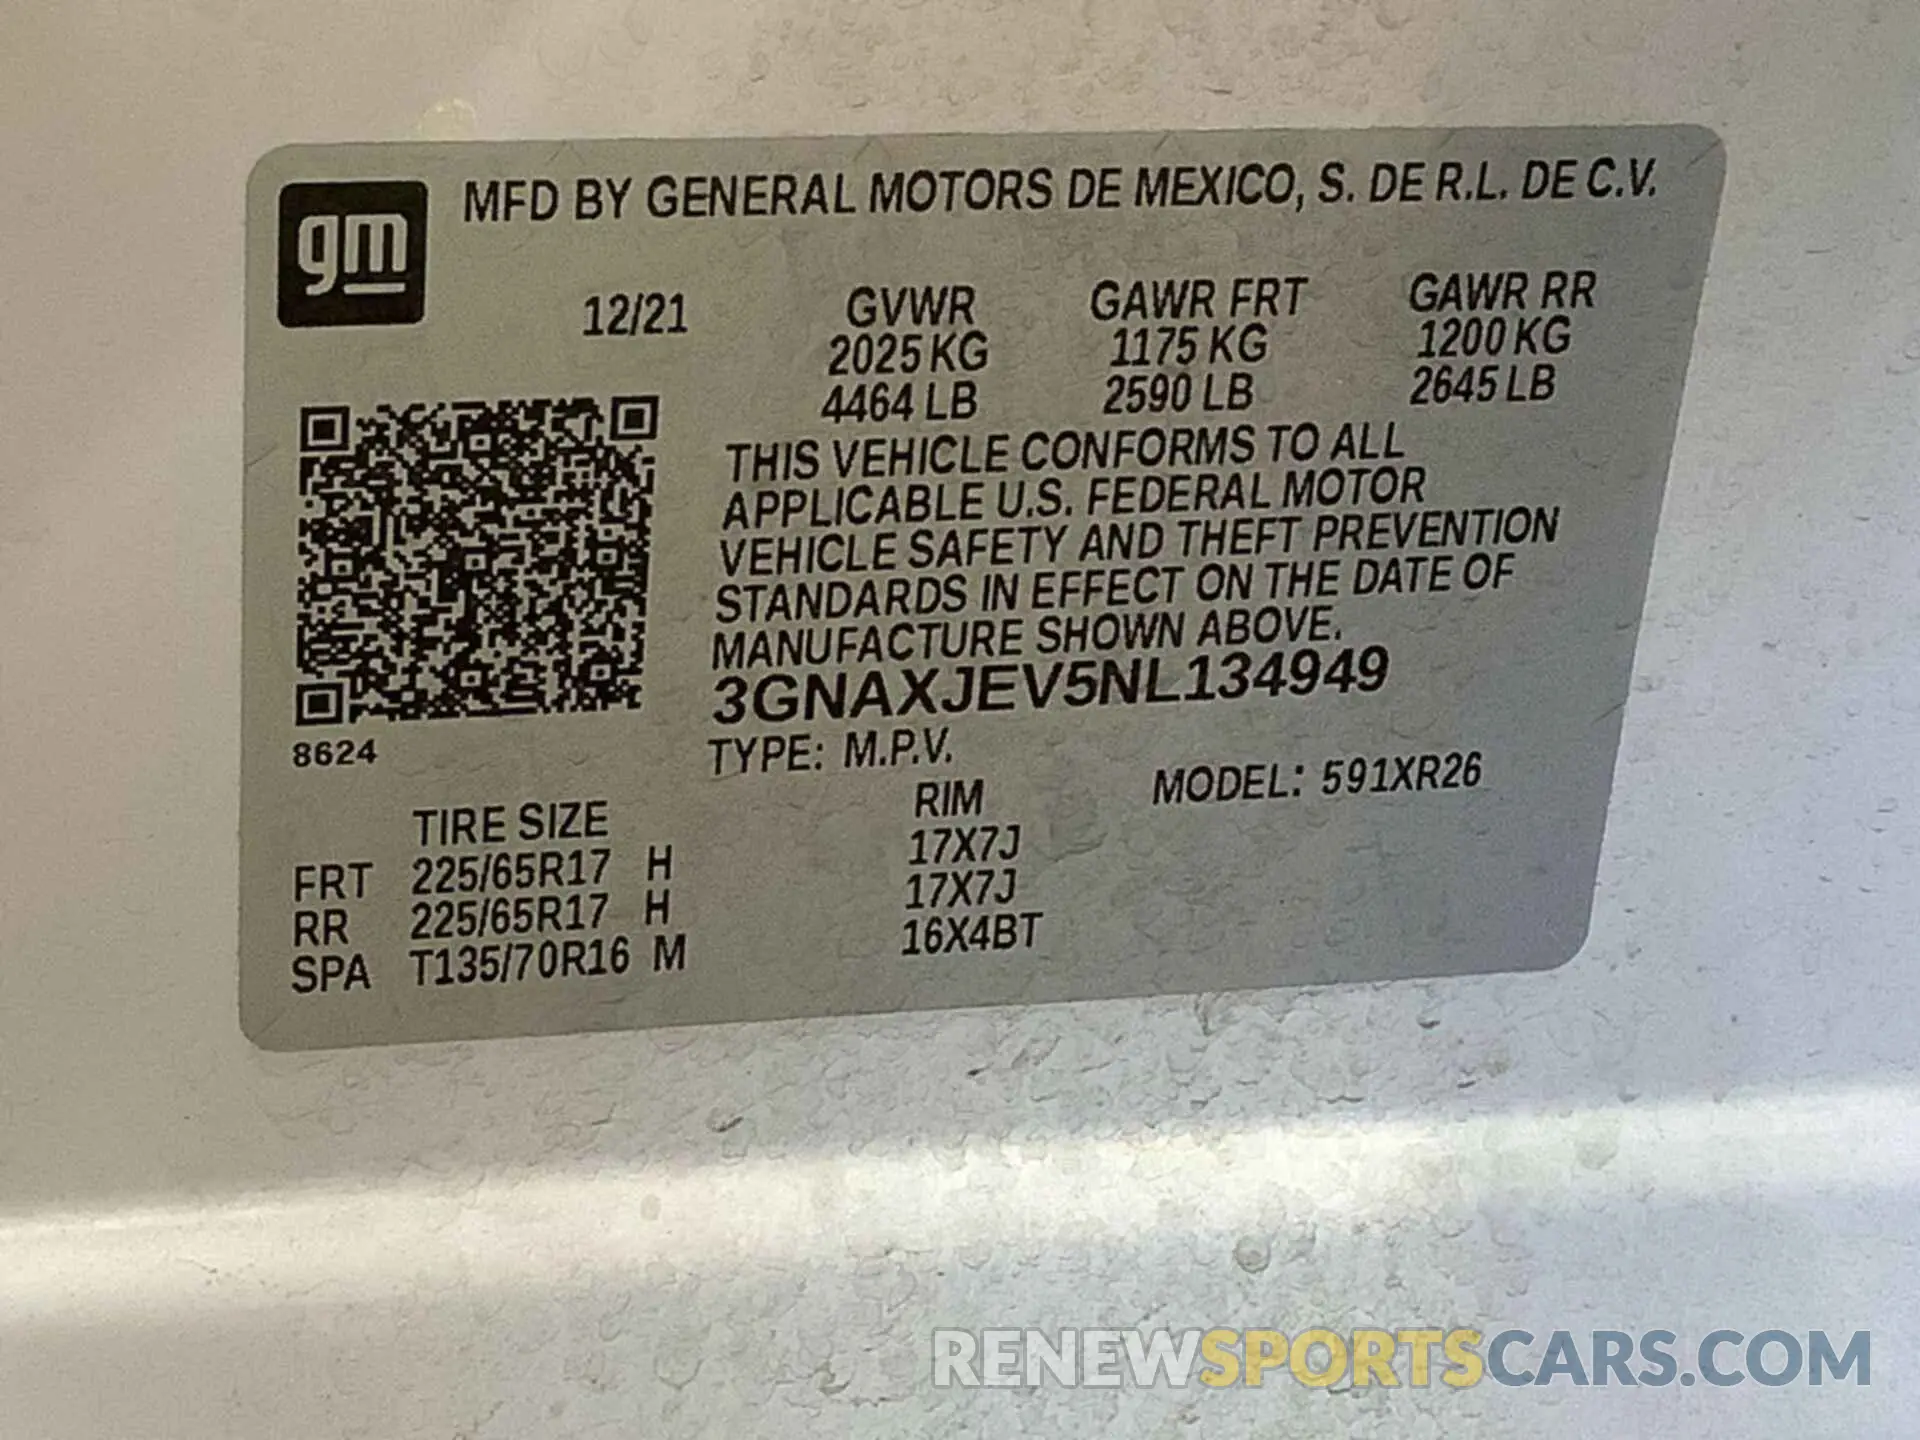 gm MFD BY GENERAL MOTORS DE MEXICO, S. DE R.L. DE C.V.
12/21 GVWR GAWR FRT GAWR RR
2025 KG 1175 KG 1200 KG
4464 LB 2590 LB 2645 LB
THIS VEHICLE CONFORMS TO ALL
APPLICABLE U.S. FEDERAL MOTOR
VEHICLE SAFETY AND THEFT PREVENTION
STANDARDS IN EFFECT ON THE DATE OF
MANUFACTURE SHOWN ABOVE.
3GNAXJEV5NL134949
8624 TYPE: M.P.V. MODEL: 591XR26
TIRE SIZE RIM
FRT 225/65R17 H 17X7J
RR 225/65R17 H 17X7J
SPA T135/70R16 M 16X4BT
RENEWSPORTSCARS.COM